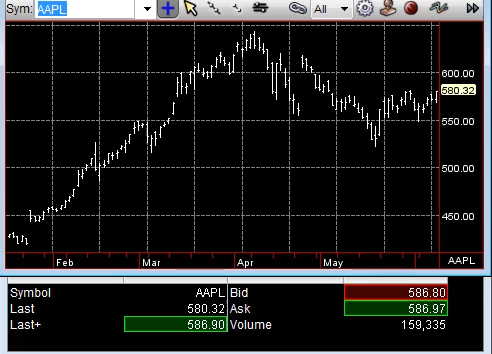 Sym: AAPL All
600.00
580.32
550.00
500.00
450.00
Feb Mar Apr May AAPL
Symbol AAPL Bid 586.80
Last 580.32 Ask 586.97
Last+ 586.90 Volume 159,335